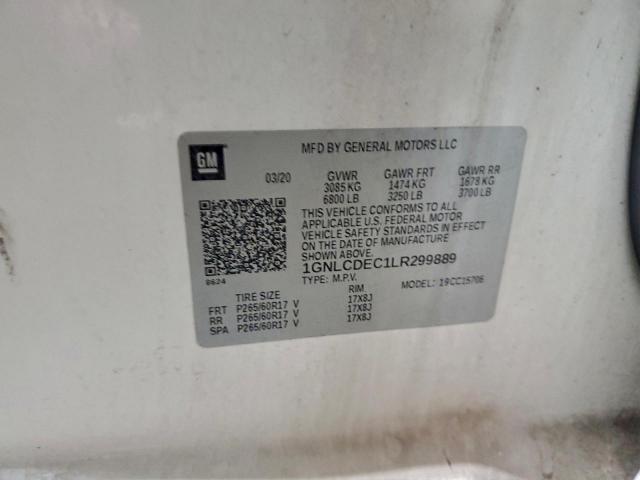 GM
MFD BY GENERAL MOTORS LLC
03/20 GVWR GAWR FRT GAWR RR
3085 KG 1474 KG 1678 KG
6800 LB 3250 LB 3700 LB
THIS VEHICLE CONFORMS TO ALL
APPLICABLE U.S. FEDERAL MOTOR
VEHICLE SAFETY STANDARDS IN EFFECT
ON THE DATE OF MANUFACTURE
SHOWN ABOVE.
1GNLCDEC1LR299889
TYPE: M.P.V. MODEL: 19CC15706
8624
TIRE SIZE RIM
FRT P265/60R17 V 17X8J
RR P265/60R17 V 17X8J
SPA P265/60R17 V 17X8J